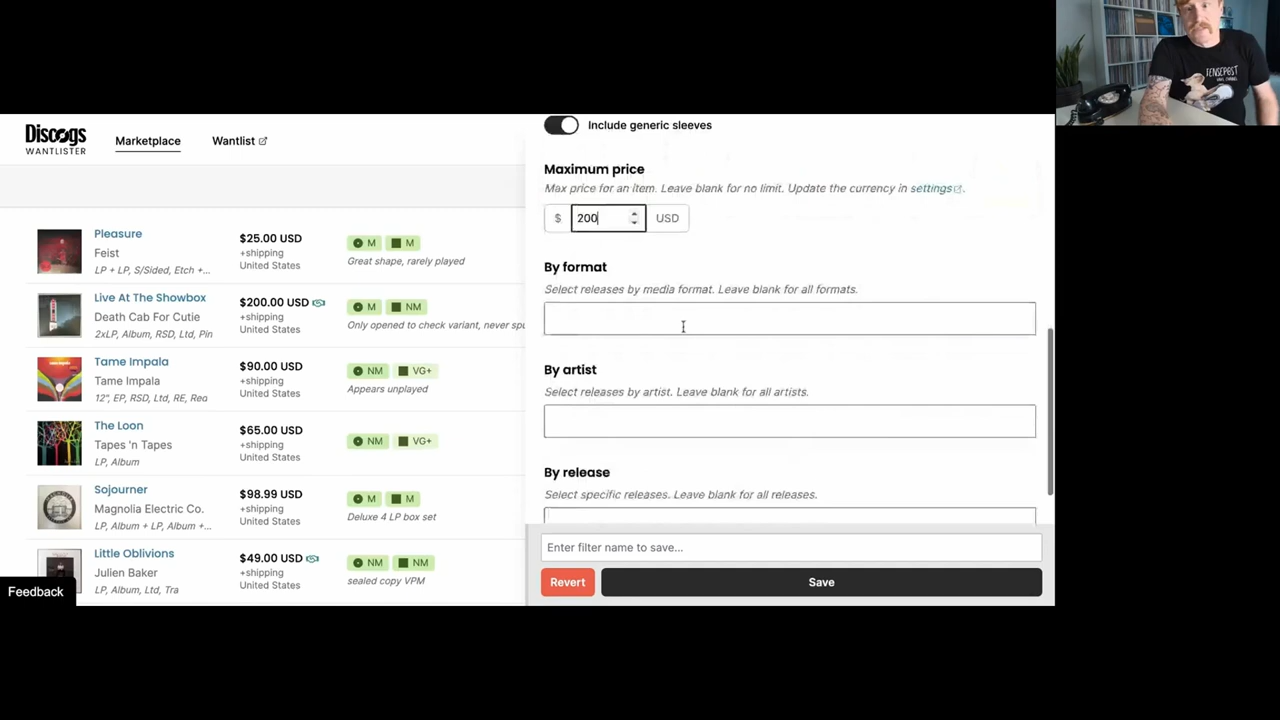 Discogs
WANTLISTER
Marketplace
Wantlist
Pleasure
Feist
LP + LP, S/Sided, Etch +...
$25.00 USD
+shipping
United States
M
M
Great shape, rarely played
Live At The Showbox
Death Cab For Cutie
2xLP, Album, RSD, Ltd, Pin
$200.00 USD
+shipping
United States
M
NM
Only opened to check variant, never spu
Tame Impala
Tame Impala
12", EP, RSD, Ltd, RE, Rea
$90.00 USD
+shipping
United States
NM
VG+
Appears unplayed
The Loon
Tapes 'n Tapes
LP, Album
$65.00 USD
+shipping
United States
NM
VG+
Sojourner
Magnolia Electric Co.
LP, Album + LP, Album +...
$98.99 USD
+shipping
United States
M
M
Deluxe 4 LP box set
Little Oblivions
Julien Baker
LP, Album, Ltd, Tra
$49.00 USD
+shipping
United States
NM
NM
sealed copy VPM
Feedback
Include generic sleeves
Maximum price
Max price for an item. Leave blank for no limit. Update the currency in settings.
$ 200 USD
By format
Select releases by media format. Leave blank for all formats.
By artist
Select releases by artist. Leave blank for all artists.
By release
Select specific releases. Leave blank for all releases.
Enter filter name to save...
Revert
Save
TENSEPOST